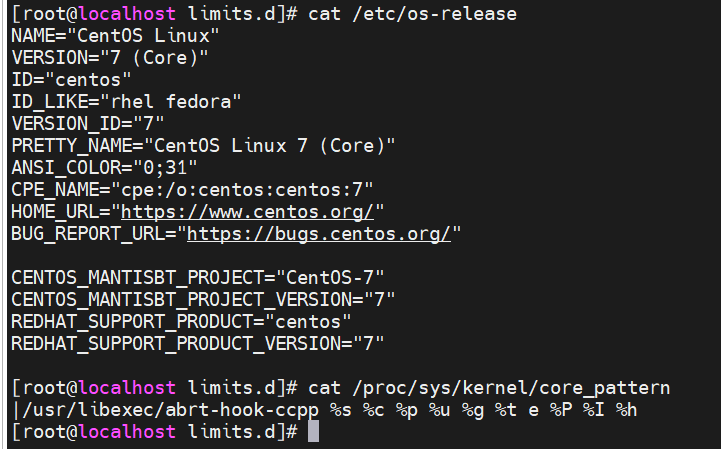 [root@localhost limits.d]# cat /etc/os-release
NAME="CentOS Linux"
VERSION="7 (Core)"
ID="centos"
ID_LIKE="rhel fedora"
VERSION_ID="7"
PRETTY_NAME="CentOS Linux 7 (Core)"
ANSI_COLOR="0;31"
CPE_NAME="cpe:/o:centos:centos:7"
HOME_URL="https://www.centos.org/"
BUG_REPORT_URL="https://bugs.centos.org/"
CENTOS_MANTISBT_PROJECT="CentOS-7"
CENTOS_MANTISBT_PROJECT_VERSION="7"
REDHAT_SUPPORT_PRODUCT="centos"
REDHAT_SUPPORT_PRODUCT_VERSION="7"
[root@localhost limits.d]# cat /proc/sys/kernel/core_pattern
|/usr/libexec/abrt-hook-ccpp %s %c %p %u %g %t e %P %I %h
[root@localhost limits.d]#